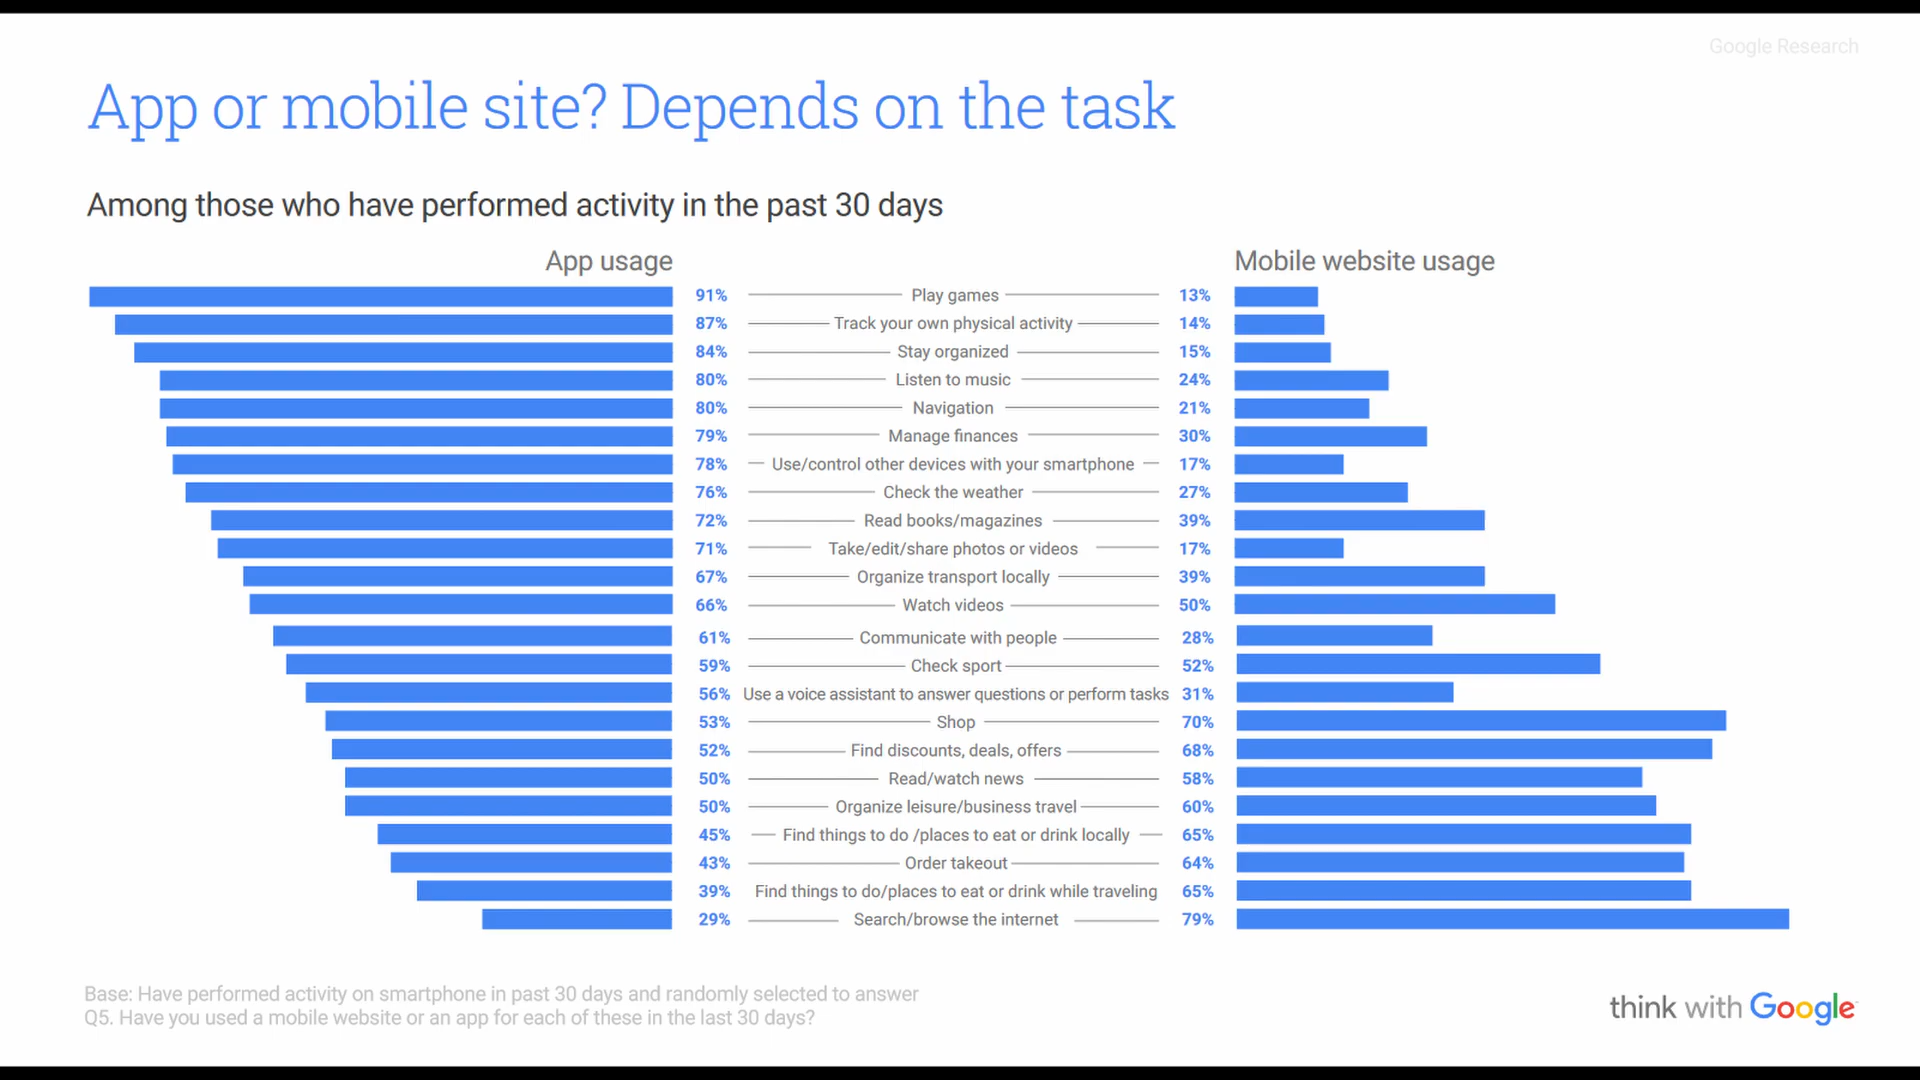 Google Research
App or mobile site? Depends on the task
Among those who have performed activity in the past 30 days
App usage Mobile website usage
91% Play games 13%
87% Track your own physical activity 14%
84% Stay organized 15%
80% Listen to music 24%
80% Navigation 21%
79% Manage finances 30%
78% Use/control other devices with your smartphone 17%
76% Check the weather 27%
72% Read books/magazines 39%
71% Take/edit/share photos or videos 17%
67% Organize transport locally 39%
66% Watch videos 50%
61% Communicate with people 28%
59% Check sport 52%
56% Use a voice assistant to answer questions or perform tasks 31%
53% Shop 70%
52% Find discounts, deals, offers 68%
50% Read/watch news 58%
50% Organize leisure/business travel 60%
45% Find things to do /places to eat or drink locally 65%
43% Order takeout 64%
39% Find things to do/places to eat or drink while traveling 65%
29% Search/browse the internet 79%
Base: Have performed activity on smartphone in past 30 days and randomly selected to answer
Q5. Have you used a mobile website or an app for each of these in the last 30 days?
think with Google